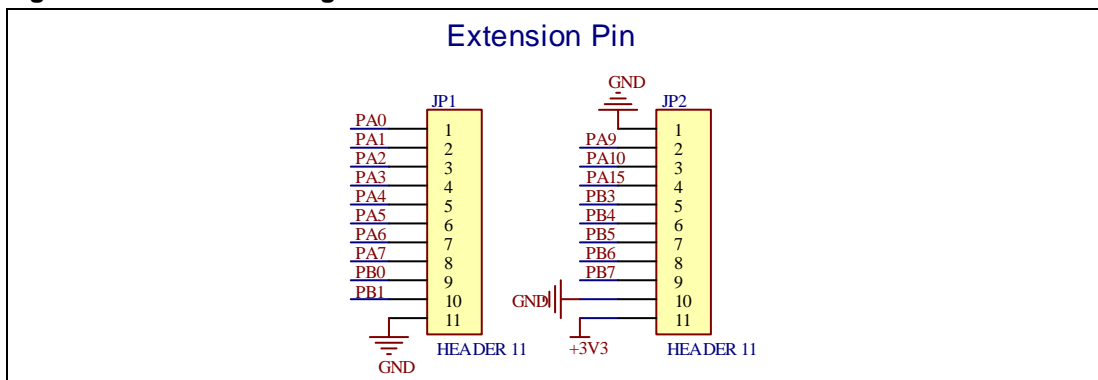 Extension Pin
JP1
PA0 1
PA1 2
PA2 3
PA3 4
PA4 5
PA5 6
PA6 7
PA7 8
PB0 9
PB1 10
11
GND
HEADER 11
GND
JP2
1
PA9 2
PA10 3
PA15 4
PB3 5
PB4 6
PB5 7
PB6 8
PB7 9
GND 10
11
+3V3
HEADER 11